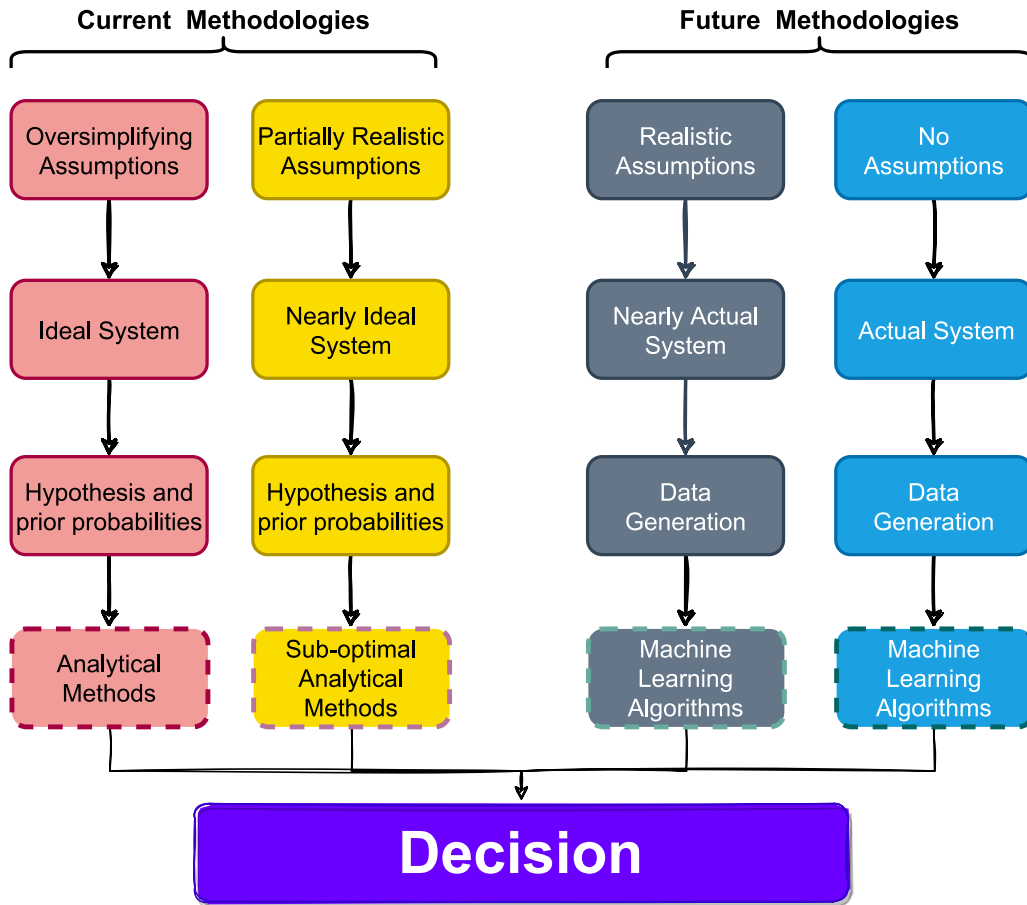 Current Methodologies
Future Methodologies
Oversimplifying
Assumptions
Partially Realistic
Assumptions
Realistic
Assumptions
No
Assumptions
Ideal System
Nearly Ideal
System
Nearly Actual
System
Actual System
Hypothesis and
prior probabilities
Hypothesis and
prior probabilities
Data
Generation
Data
Generation
Analytical
Methods
Sub-optimal
Analytical
Methods
Machine
Learning
Algorithms
Machine
Learning
Algorithms
Decision